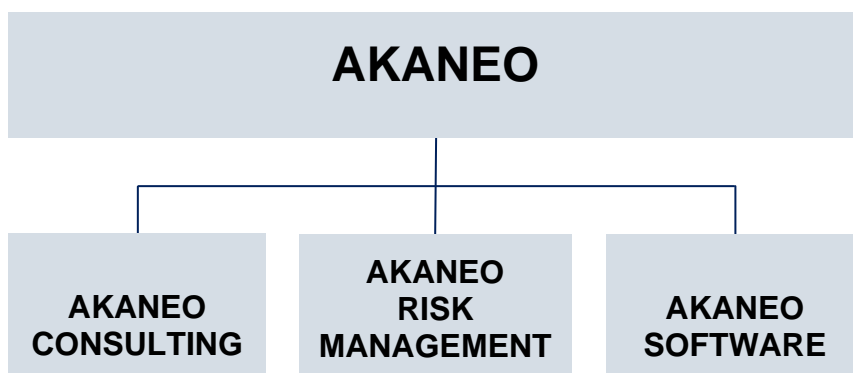 AKANEO
AKANEO
CONSULTING
AKANEO
RISK
MANAGEMENT
AKANEO
SOFTWARE